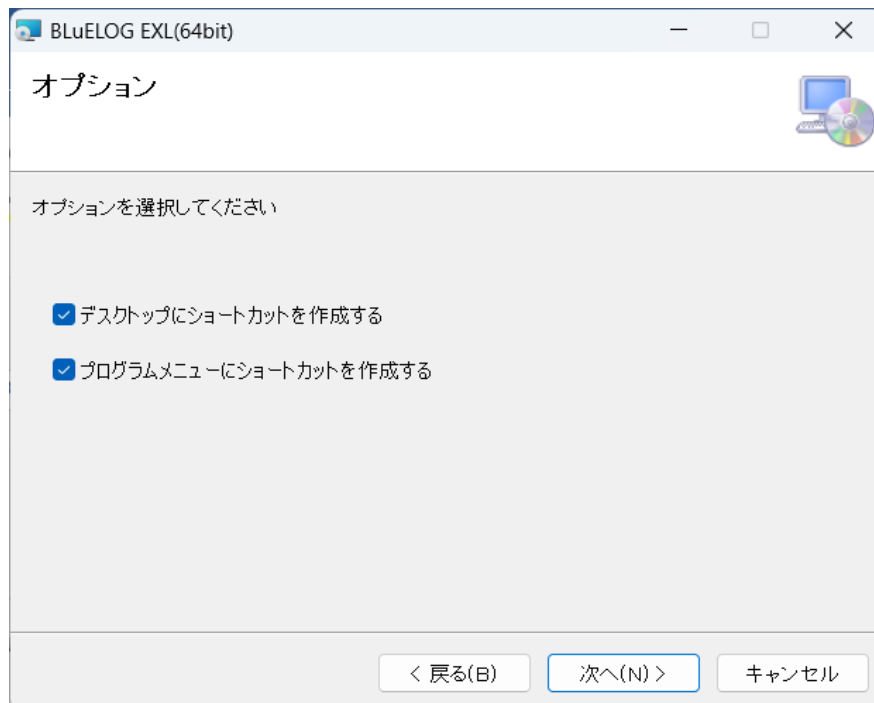 BLuELOG EXL(64bit)
オプション
オプションを選択してください
デスクトップにショートカットを作成する
プログラムメニューにショートカットを作成する
< 戻る(B)
次へ(N) >
キャンセル